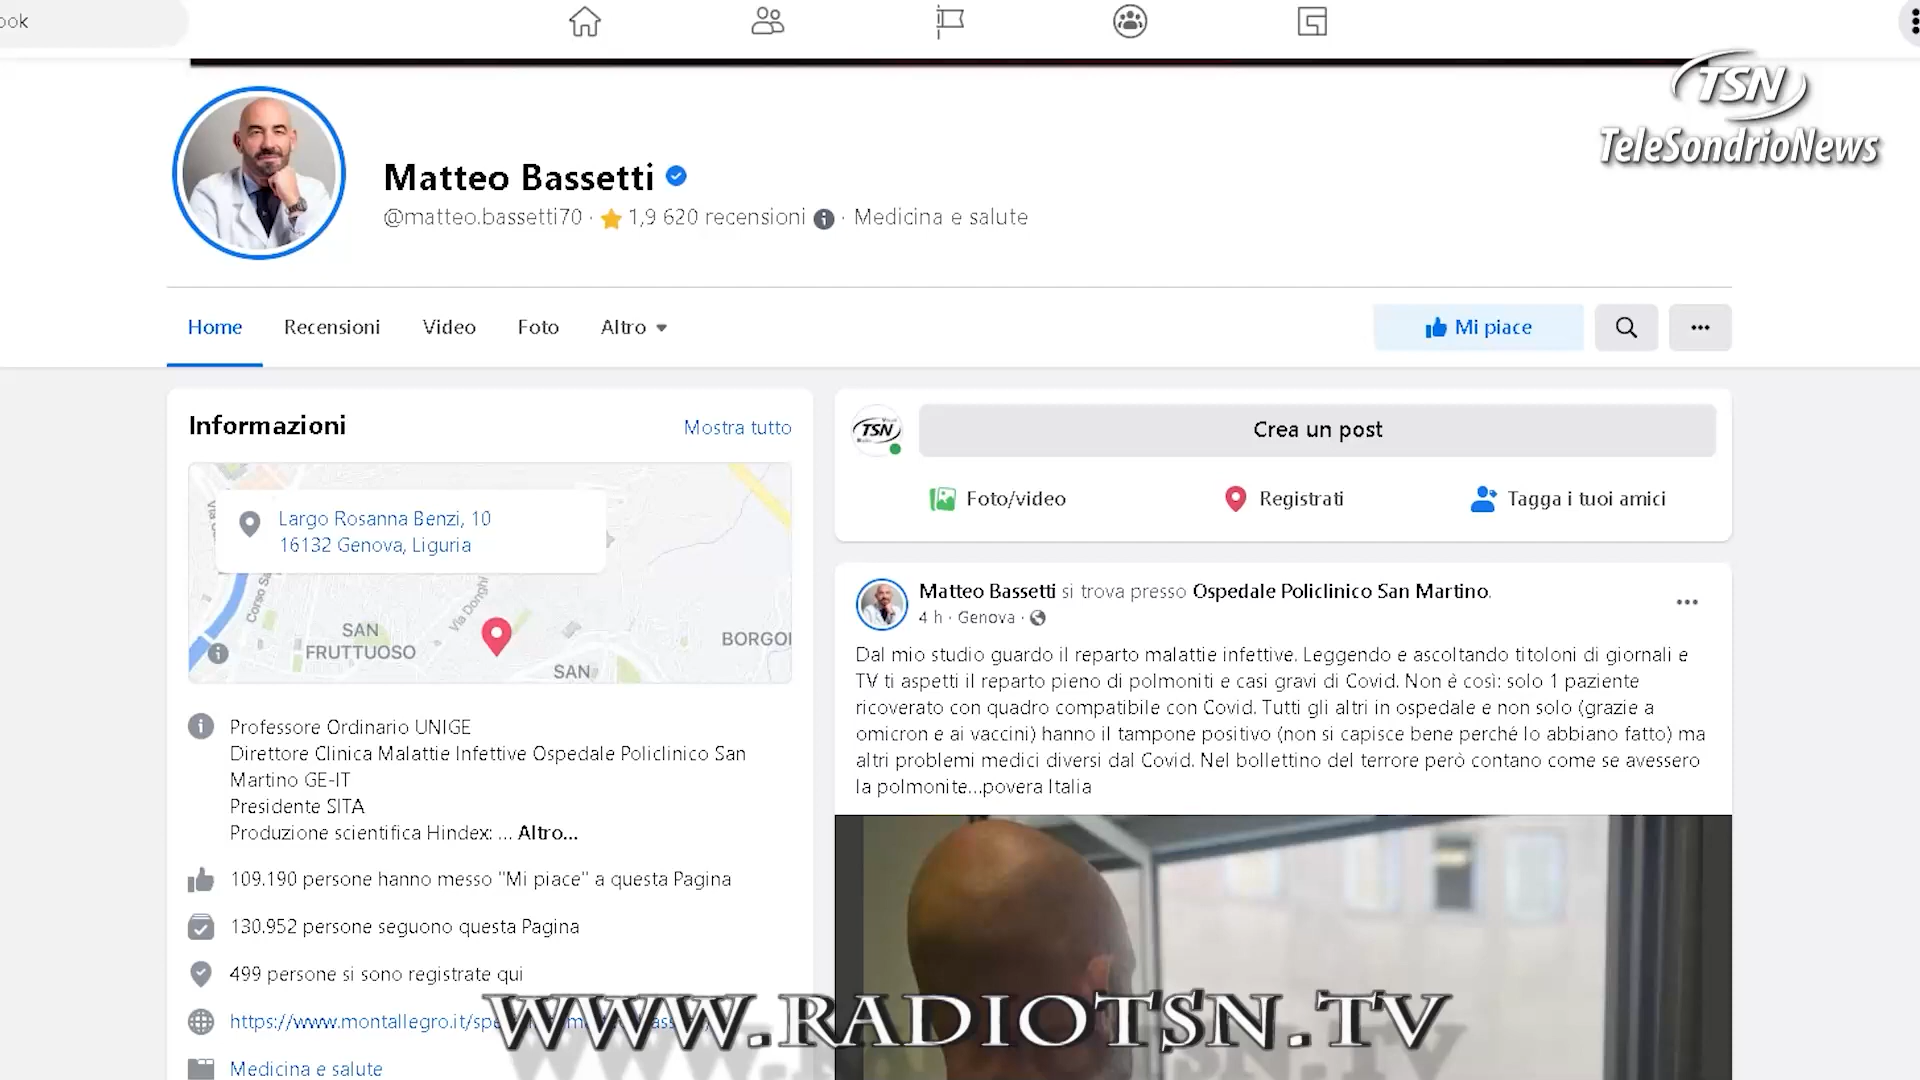 ook
TSN
TeleSondrioNews
Matteo Bassetti
@matteo.bassetti70 · 1,9 620 recensioni · Medicina e salute
Home Recensioni Video Foto Altro
Mi piace
Informazioni Mostra tutto
Largo Rosanna Benzi, 10
16132 Genova, Liguria
Corso Sa
Via Donghi
SAN
FRUTTUOSO
SAN
BORGO
Professore Ordinario UNIGE
Direttore Clinica Malattie Infettive Ospedale Policlinico San
Martino GE-IT
Presidente SITA
Produzione scientifica Hindex: ... Altro...
109.190 persone hanno messo "Mi piace" a questa Pagina
130.952 persone seguono questa Pagina
499 persone si sono registrate qui
https://www.montallegro.it/spe
Medicina e salute
TSN
Crea un post
Foto/video Registrati Tagga i tuoi amici
Matteo Bassetti si trova presso Ospedale Policlinico San Martino.
4 h · Genova ·
Dal mio studio guardo il reparto malattie infettive. Leggendo e ascoltando titoloni di giornali e
TV ti aspetti il reparto pieno di polmoniti e casi gravi di Covid. Non è così: solo 1 paziente
ricoverato con quadro compatibile con Covid. Tutti gli altri in ospedale e non solo (grazie a
omicron e ai vaccini) hanno il tampone positivo (non si capisce bene perché lo abbiano fatto) ma
altri problemi medici diversi dal Covid. Nel bollettino del terrore però contano come se avessero
la polmonite...povera Italia
WWW.RADIOTSN.TV